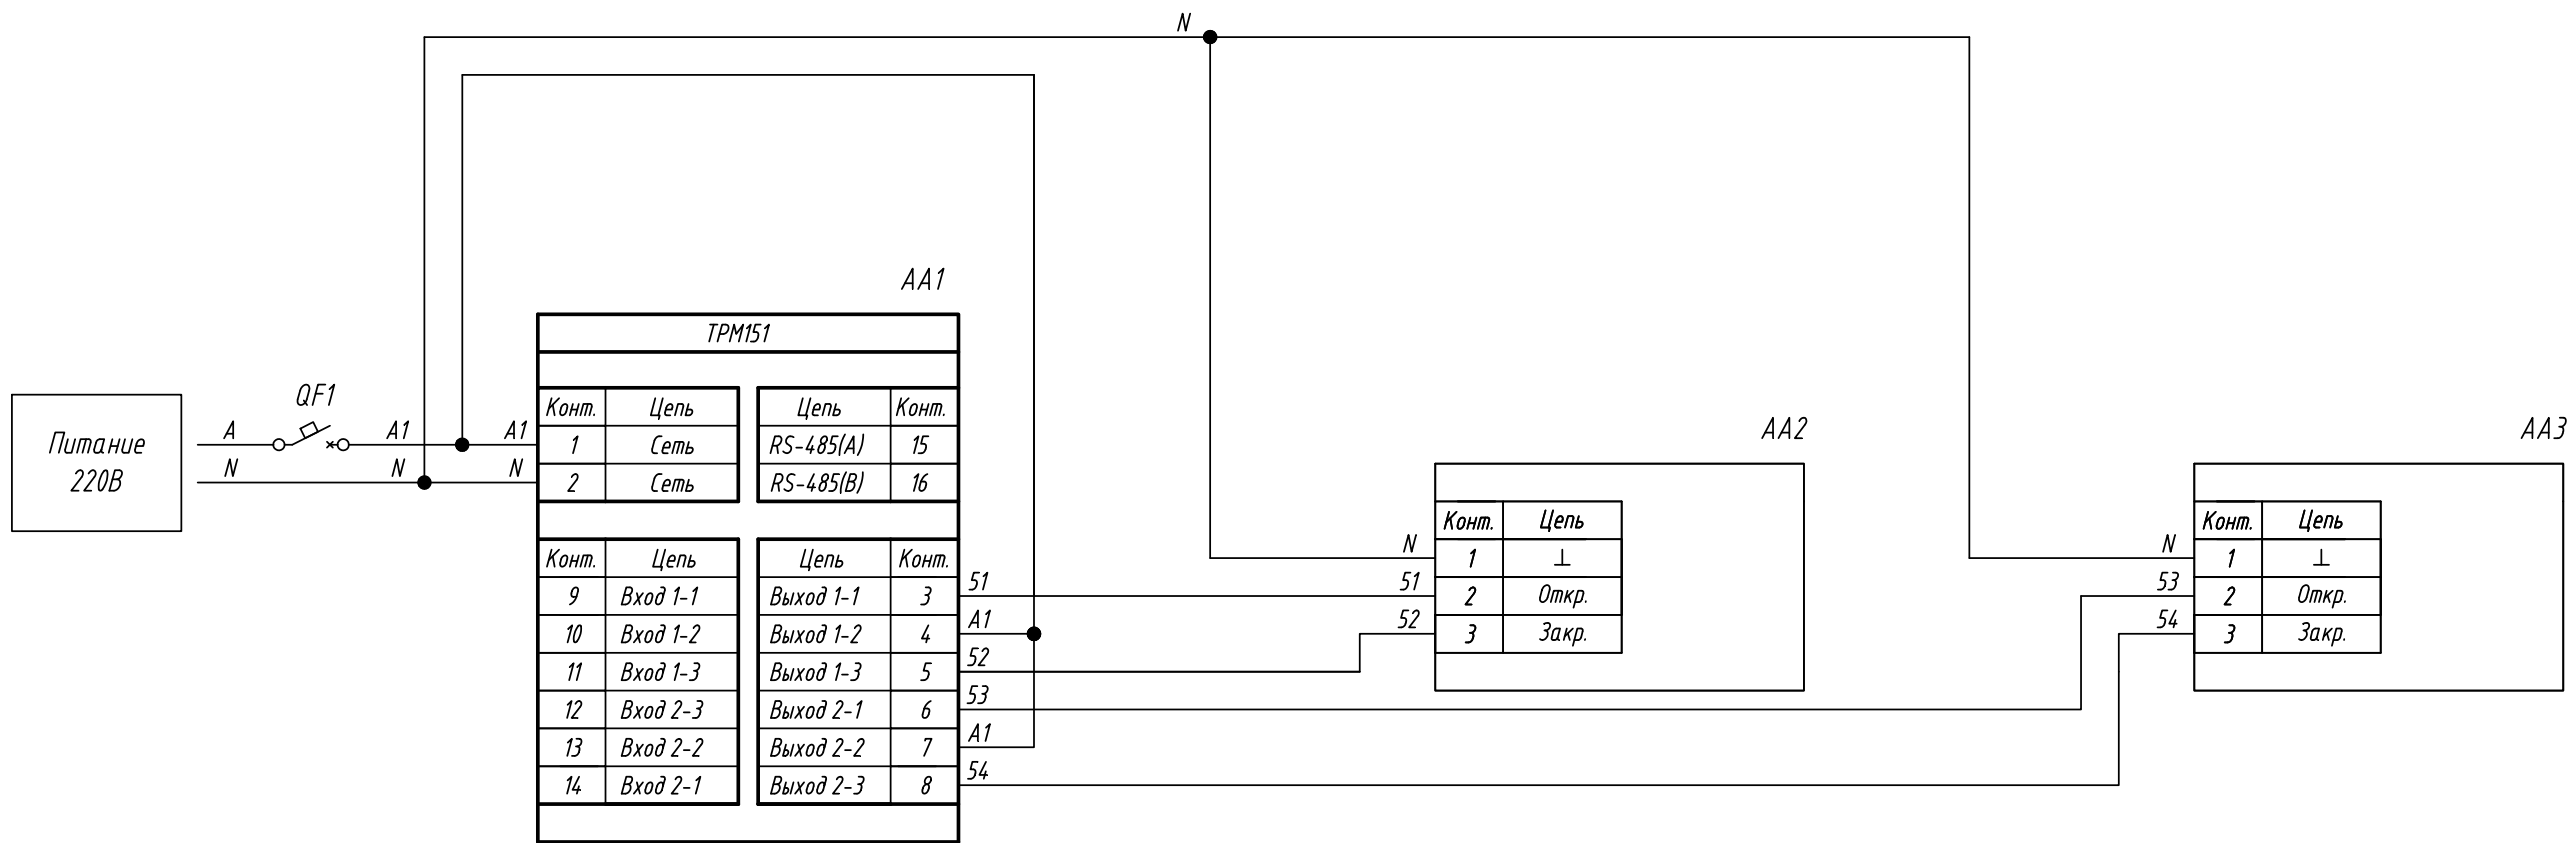 N
AA1
ТРМ151
QF1
Конт. Цепь Цепь Конт.
A A1 A1 1 Сеть RS-485(A) 15
N N N 2 Сеть RS-485(B) 16
Питание
220В
AA2
AA3
Конт. Цепь
N 1 ⊥
51 2 Откр.
52 3 Закр.
Конт. Цепь
N 1 ⊥
53 2 Откр.
54 3 Закр.
Конт. Цепь Цепь Конт.
9 Вход 1-1 Выход 1-1 3 51
10 Вход 1-2 Выход 1-2 4 A1
11 Вход 1-3 Выход 1-3 5 52
12 Вход 2-3 Выход 2-1 6 53
13 Вход 2-2 Выход 2-2 7 A1
14 Вход 2-1 Выход 2-3 8 54